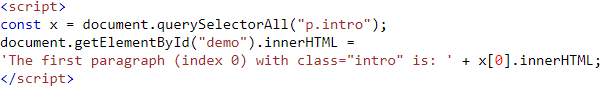 <script>
const x = document.querySelectorAll("p.intro");
document.getElementById("demo").innerHTML =
'The first paragraph (index 0) with class="intro" is: ' + x[0].innerHTML;
</script>